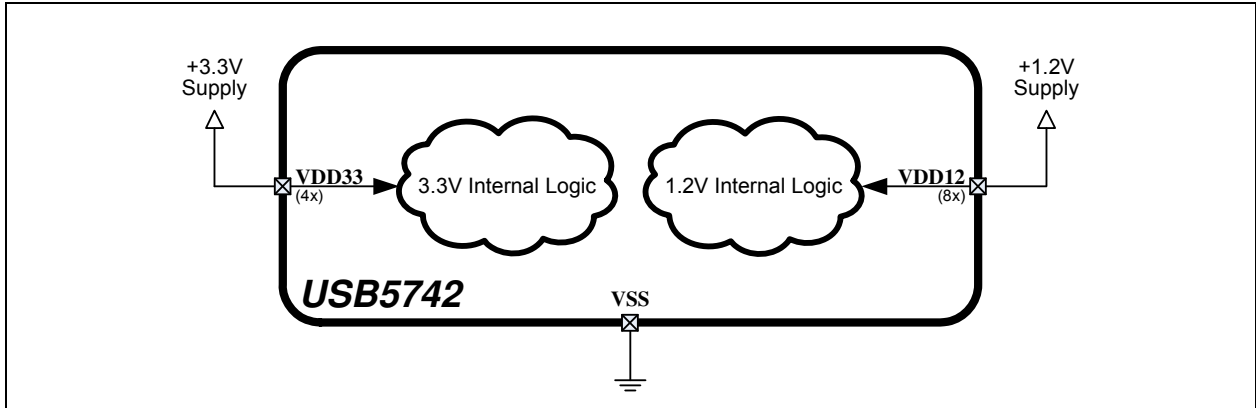 +3.3V
Supply
+1.2V
Supply
VDD33
(4x)
3.3V Internal Logic
1.2V Internal Logic
VDD12
(8x)
USB5742
VSS